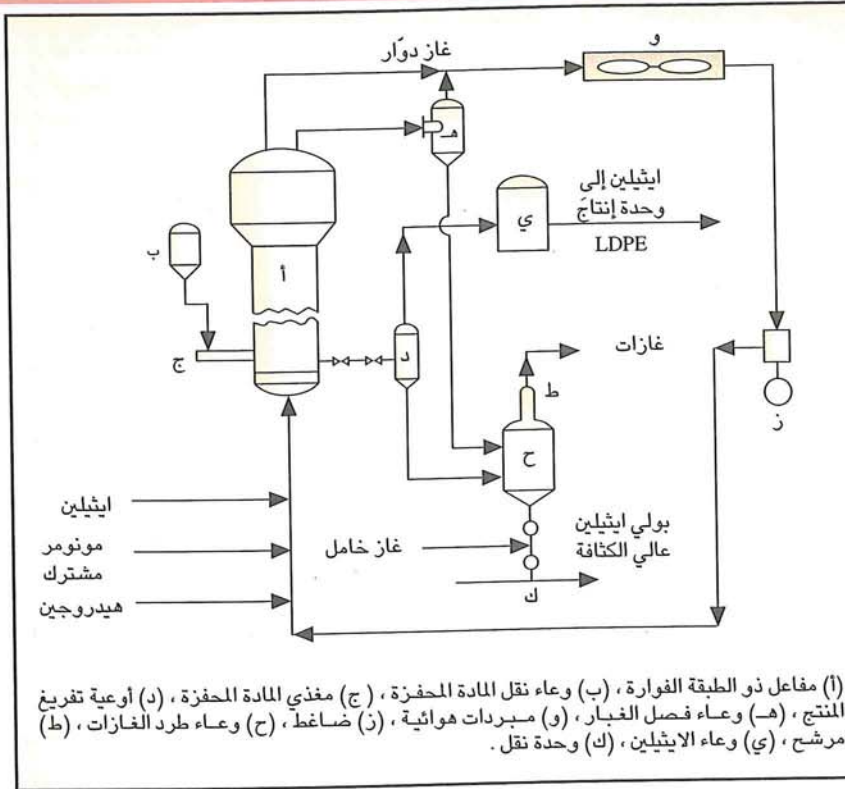 و
غاز دوّار
هـ
ايثيلين إلى
وحدة إنتاجَ
LDPE
ي
ب
أ
د
ج
غازات
ط
ز
ح
ايثيلين
بولي ايثيلين
عالي الكثافة
غاز خامل
مونومر
مشترك
هيدروجين
ك
(أ) مفاعل ذو الطبقة الفوارة ، (ب) وعاء نقل المادة المحفزة ، (ج) مغذي المادة المحفزة ، (د) أوعية تفريغ
المنتج ، (هـ) وعاء فصل الغبار ، (و) مبردات هوائية ، (ز) ضاغط ، (ح) وعاء طرد الغازات ، (ط)
مرشح ، (ي) وعاء الايثيلين ، (ك) وحدة نقل .